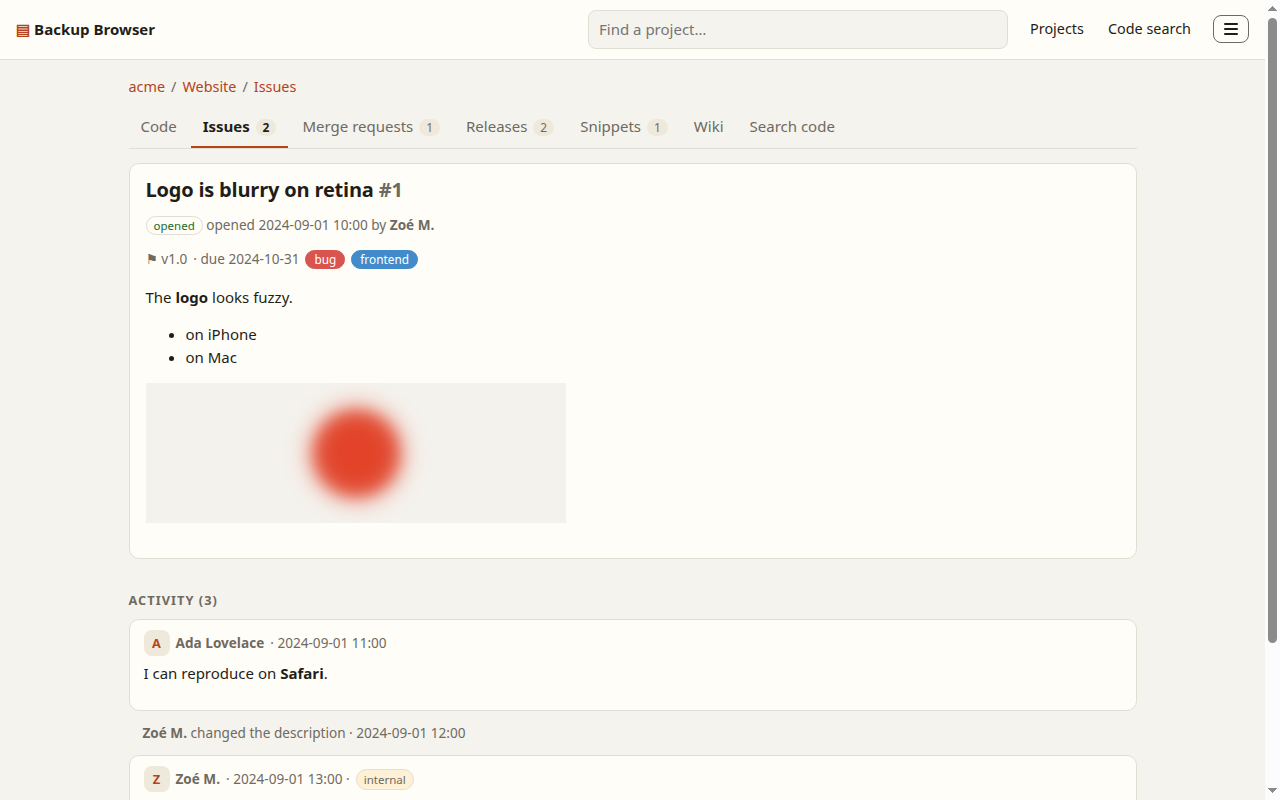 Backup Browser
Find a project...
Projects
Code search
acme / Website / Issues
Code
Issues 2
Merge requests 1
Releases 2
Snippets 1
Wiki
Search code
Logo is blurry on retina #1
opened opened 2024-09-01 10:00 by Zoé M.
⚑ v1.0 · due 2024-10-31 bug frontend
The logo looks fuzzy.
• on iPhone
• on Mac
ACTIVITY (3)
A Ada Lovelace · 2024-09-01 11:00
I can reproduce on Safari.
Zoé M. changed the description · 2024-09-01 12:00
Z Zoé M. · 2024-09-01 13:00 · internal